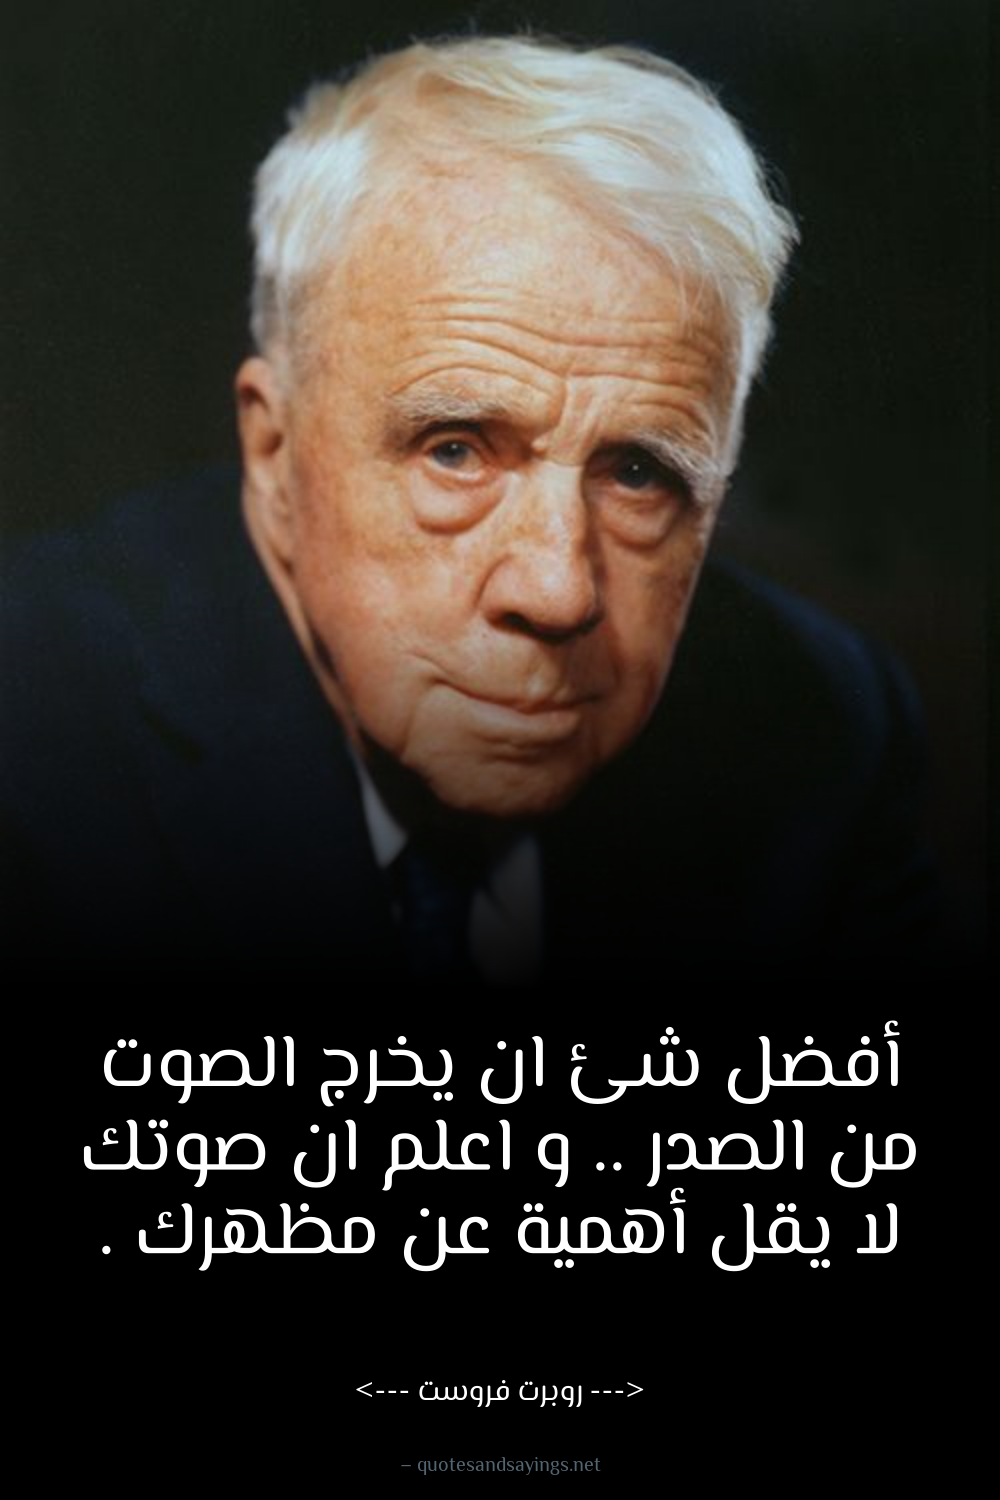 أفضل شئ ان يخرج الصوت
من الصدر .. و اعلم ان صوتك
لا يقل أهمية عن مظهرك .
<--- روبرت فروست --->
– quotesandsayings.net